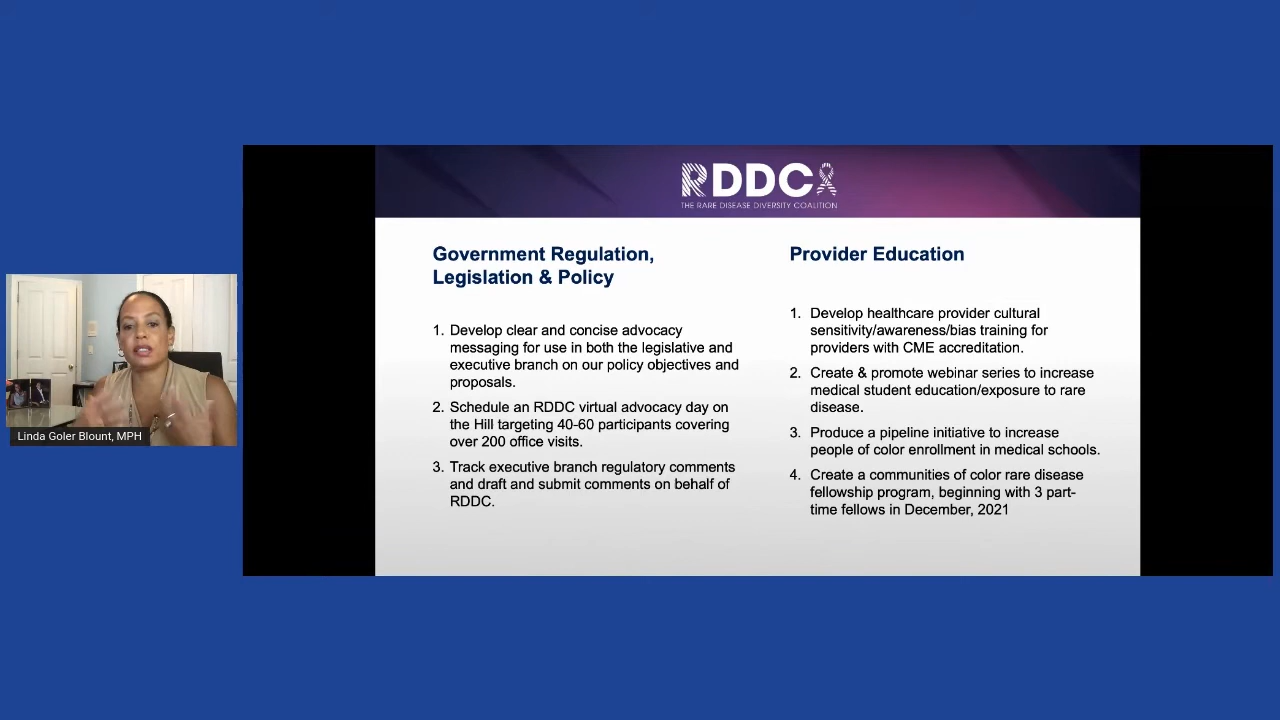 RDDC
THE RARE DISEASE DIVERSITY COALITION
Government Regulation,
Legislation & Policy
1. Develop clear and concise advocacy
messaging for use in both the legislative and
executive branch on our policy objectives and
proposals.
2. Schedule an RDDC virtual advocacy day on
the Hill targeting 40-60 participants covering
over 200 office visits.
3. Track executive branch regulatory comments
and draft and submit comments on behalf of
RDDC.
Provider Education
1. Develop healthcare provider cultural
sensitivity/awareness/bias training for
providers with CME accreditation.
2. Create & promote webinar series to increase
medical student education/exposure to rare
disease.
3. Produce a pipeline initiative to increase
people of color enrollment in medical schools.
4. Create a communities of color rare disease
fellowship program, beginning with 3 part-
time fellows in December, 2021
Linda Goler Blount, MPH